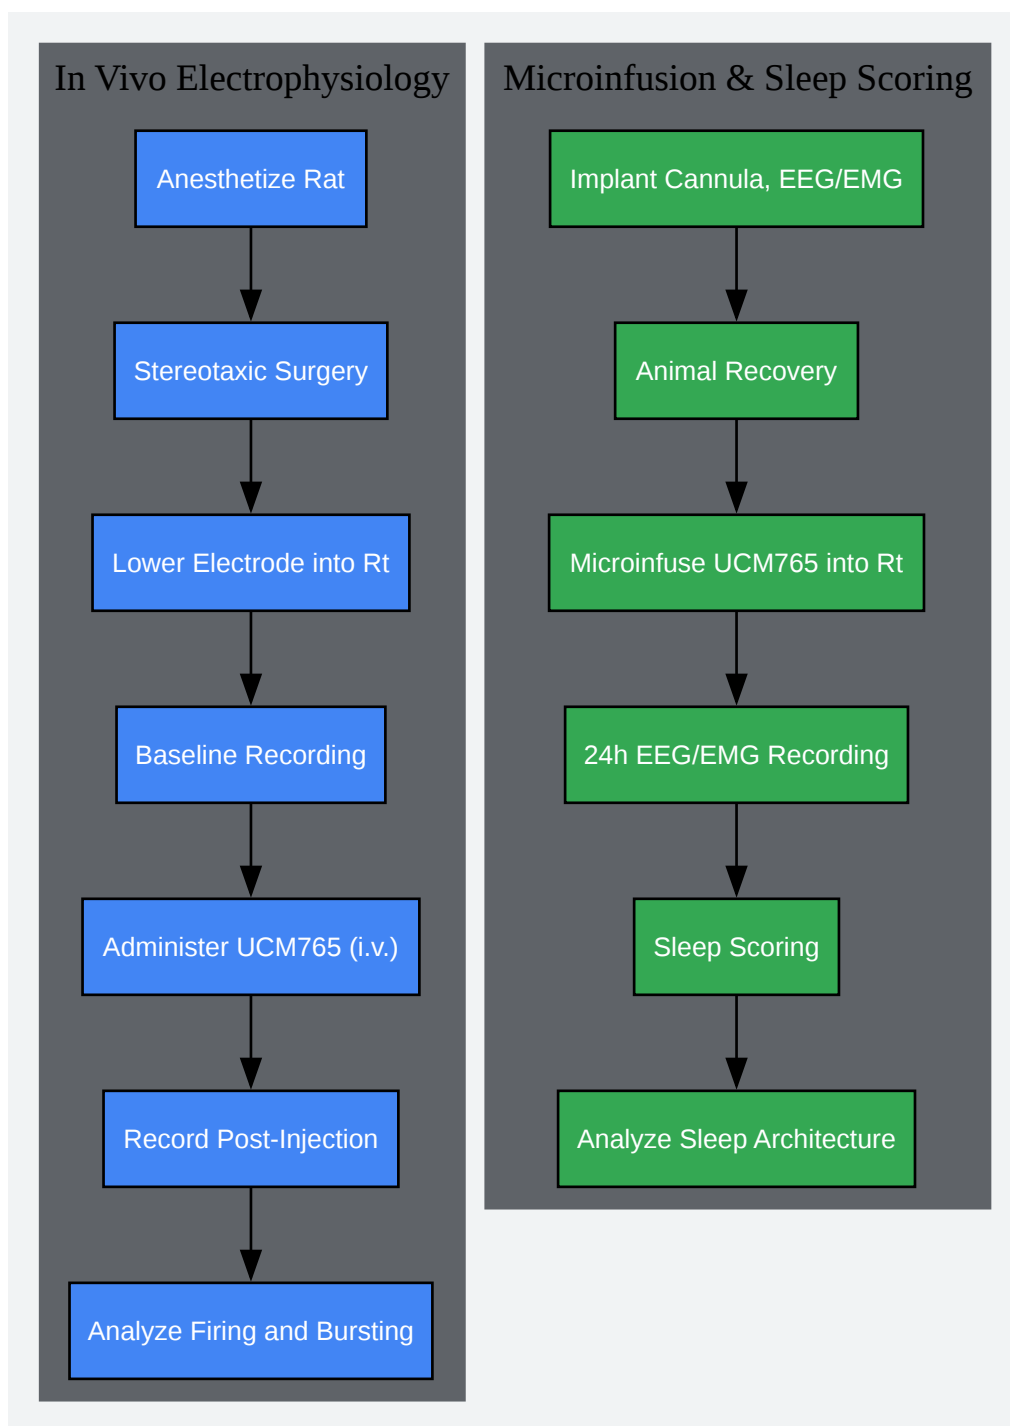 In Vivo Electrophysiology
Anesthetize Rat
Stereotaxic Surgery
Lower Electrode into Rt
Baseline Recording
Administer UCM765 (i.v.)
Record Post-Injection
Analyze Firing and Bursting
Microinfusion & Sleep Scoring
Implant Cannula, EEG/EMG
Animal Recovery
Microinfuse UCM765 into Rt
24h EEG/EMG Recording
Sleep Scoring
Analyze Sleep Architecture